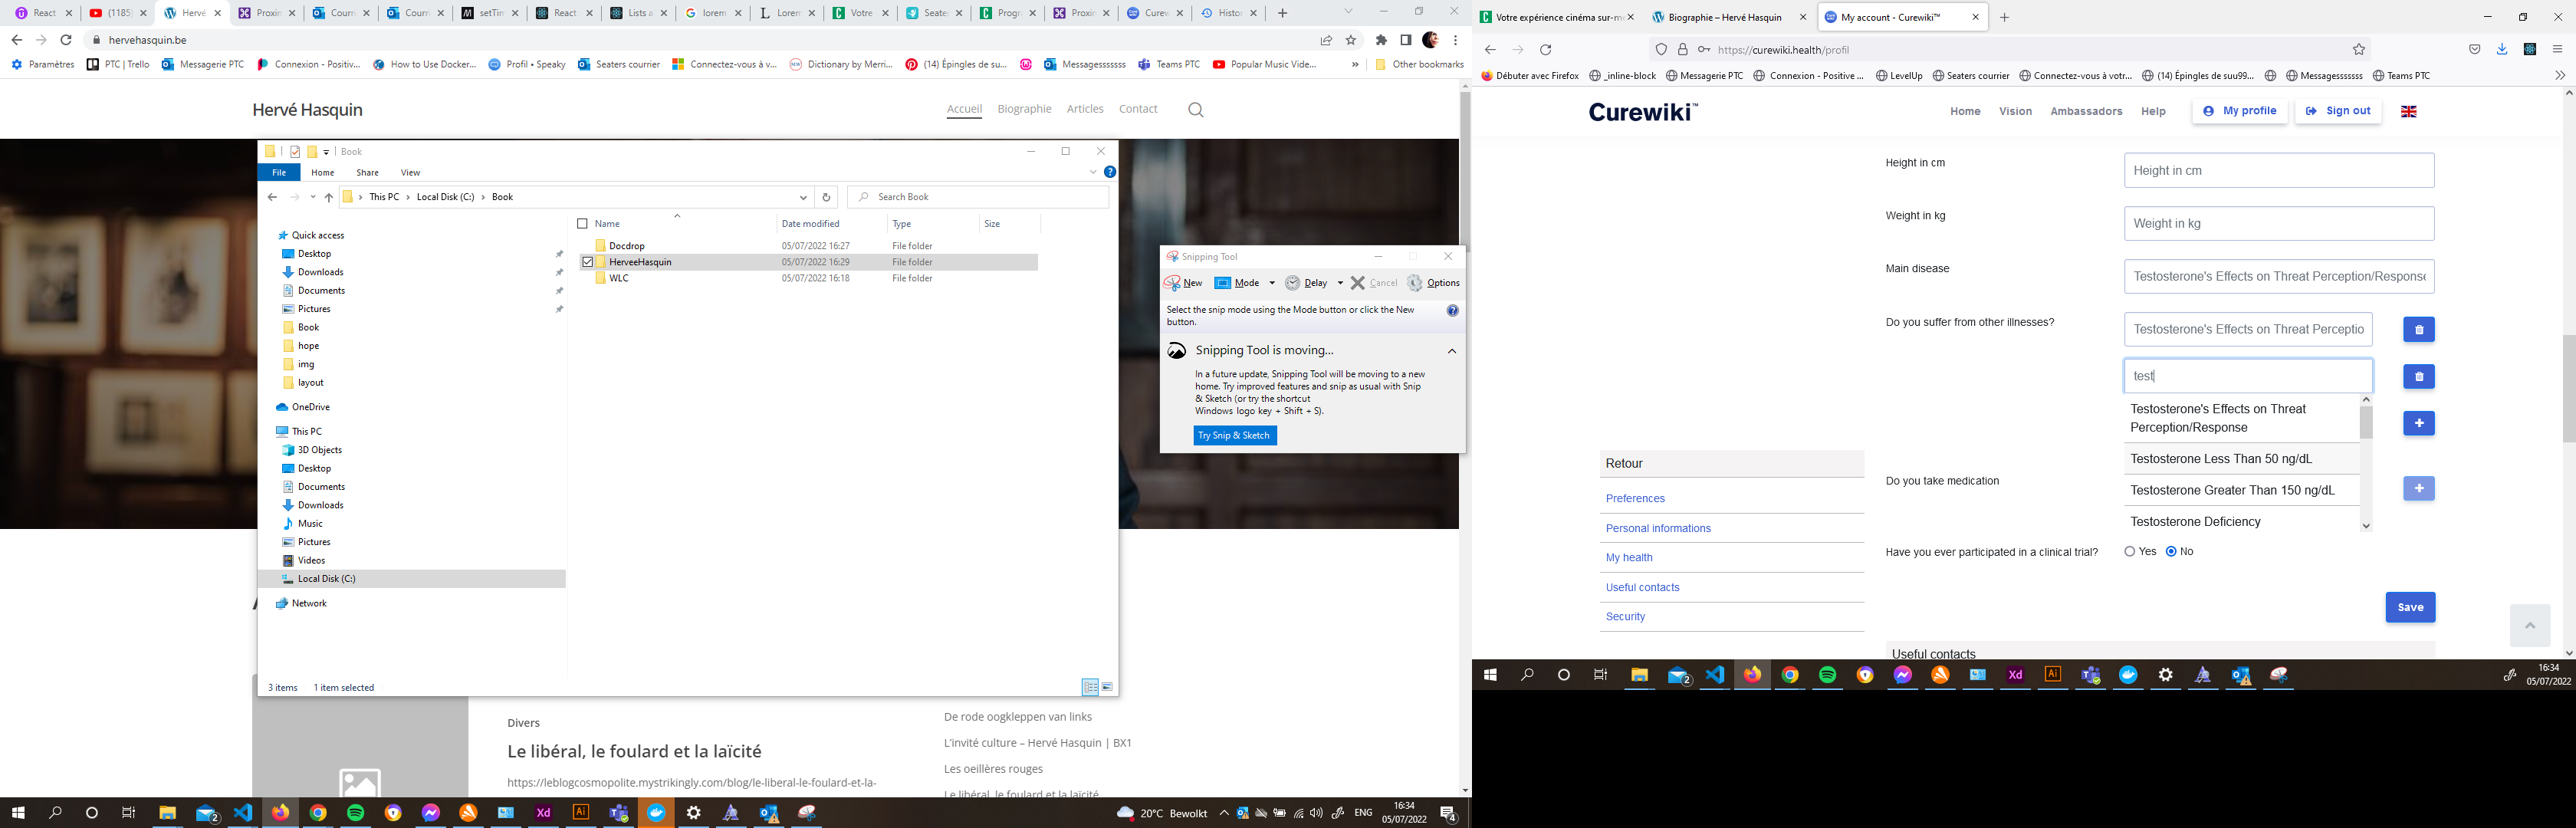 React
(1185)
Hervé
Proxin
Courri
Courri
setTim
React
React
Lists a
lorem
Lorem
Votre
Seater
Progra
Proxin
Curew
Histor
hervehasquin.be
Paramètres
PTC | Trello
Messagerie PTC
Connexion - Positiv...
How to Use Docker...
Profil • Speaky
Seaters courrier
Connectez-vous à v...
Dictionary by Merri...
(14) Épingles de su...
Messagesssssss
Teams PTC
Popular Music Vide...
Other bookmarks
Hervé Hasquin
Accueil
Biographie
Articles
Contact
Book
File
Home
Share
View
This PC > Local Disk (C:) > Book
Search Book
Name
Date modified
Type
Size
Docdrop 05/07/2022 16:27 File folder
HerveeHasquin 05/07/2022 16:29 File folder
WLC 05/07/2022 16:18 File folder
Quick access
Desktop
Downloads
Documents
Pictures
Book
hope
img
layout
OneDrive
This PC
3D Objects
Desktop
Documents
Downloads
Music
Pictures
Videos
Local Disk (C:)
Network
3 items 1 item selected
Snipping Tool
New
Mode
Delay
Cancel
Options
Select the snip mode using the Mode button or click the New
button.
Snipping Tool is moving...
In a future update, Snipping Tool will be moving to a new
home. Try improved features and snip as usual with Snip
& Sketch (or try the shortcut
Windows logo key + Shift + S).
Try Snip & Sketch
Divers
Le libéral, le foulard et la laïcité
https://leblogcosmopolite.mystrikingly.com/blog/le-liberal-le-foulard-et-la-
De rode oogkleppen van links
L'invité culture – Hervé Hasquin | BX1
Les oeillères rouges
Le libéral, le foulard et la laïcité
2
Xd
Ai
20°C Bewolkt
ENG
16:34
05/07/2022
4
Votre expérience cinéma sur-me
Biographie – Hervé Hasquin
My account - Curewiki™
https://curewiki.health/profil
Débuter avec Firefox
_inline-block
Messagerie PTC
Connexion - Positive ...
LevelUp
Seaters courrier
Connectez-vous à votr...
(14) Épingles de suu99...
Messagesssssss
Teams PTC
Curewiki™
Home
Vision
Ambassadors
Help
My profile
Sign out
Height in cm
Height in cm
Weight in kg
Weight in kg
Main disease
Testosterone's Effects on Threat Perception/Response
Do you suffer from other illnesses?
Testosterone's Effects on Threat Perceptio
test
Testosterone's Effects on Threat
Perception/Response
Testosterone Less Than 50 ng/dL
Testosterone Greater Than 150 ng/dL
Testosterone Deficiency
Do you take medication
Have you ever participated in a clinical trial?
Yes
No
Save
Retour
Preferences
Personal informations
My health
Useful contacts
Security
Useful contacts
2
Xd
Ai
16:34
05/07/2022